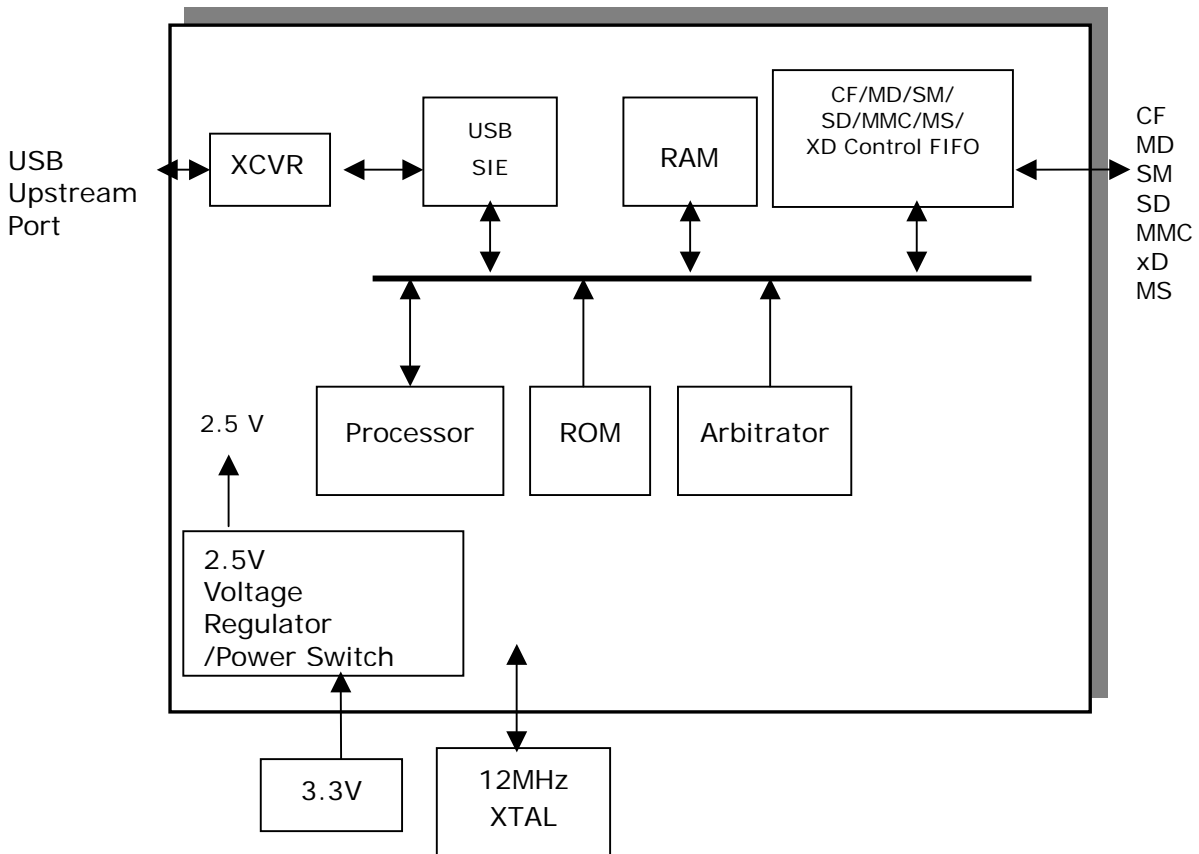 USB
Upstream
Port
XCVR
USB
SIE
RAM
CF/MD/SM/
SD/MMC/MS/
XD Control FIFO
CF
MD
SM
SD
MMC
xD
MS
Processor
ROM
Arbitrator
2.5 V
2.5V
Voltage
Regulator
/Power Switch
3.3V
12MHz
XTAL